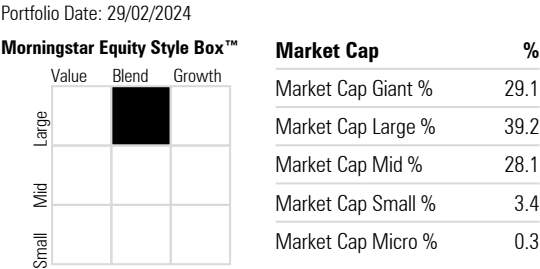 Portfolio Date: 29/02/2024
Morningstar Equity Style Box™
Value Blend Growth
Large
Mid
Small
Market Cap %
Market Cap Giant % 29.1
Market Cap Large % 39.2
Market Cap Mid % 28.1
Market Cap Small % 3.4
Market Cap Micro % 0.3